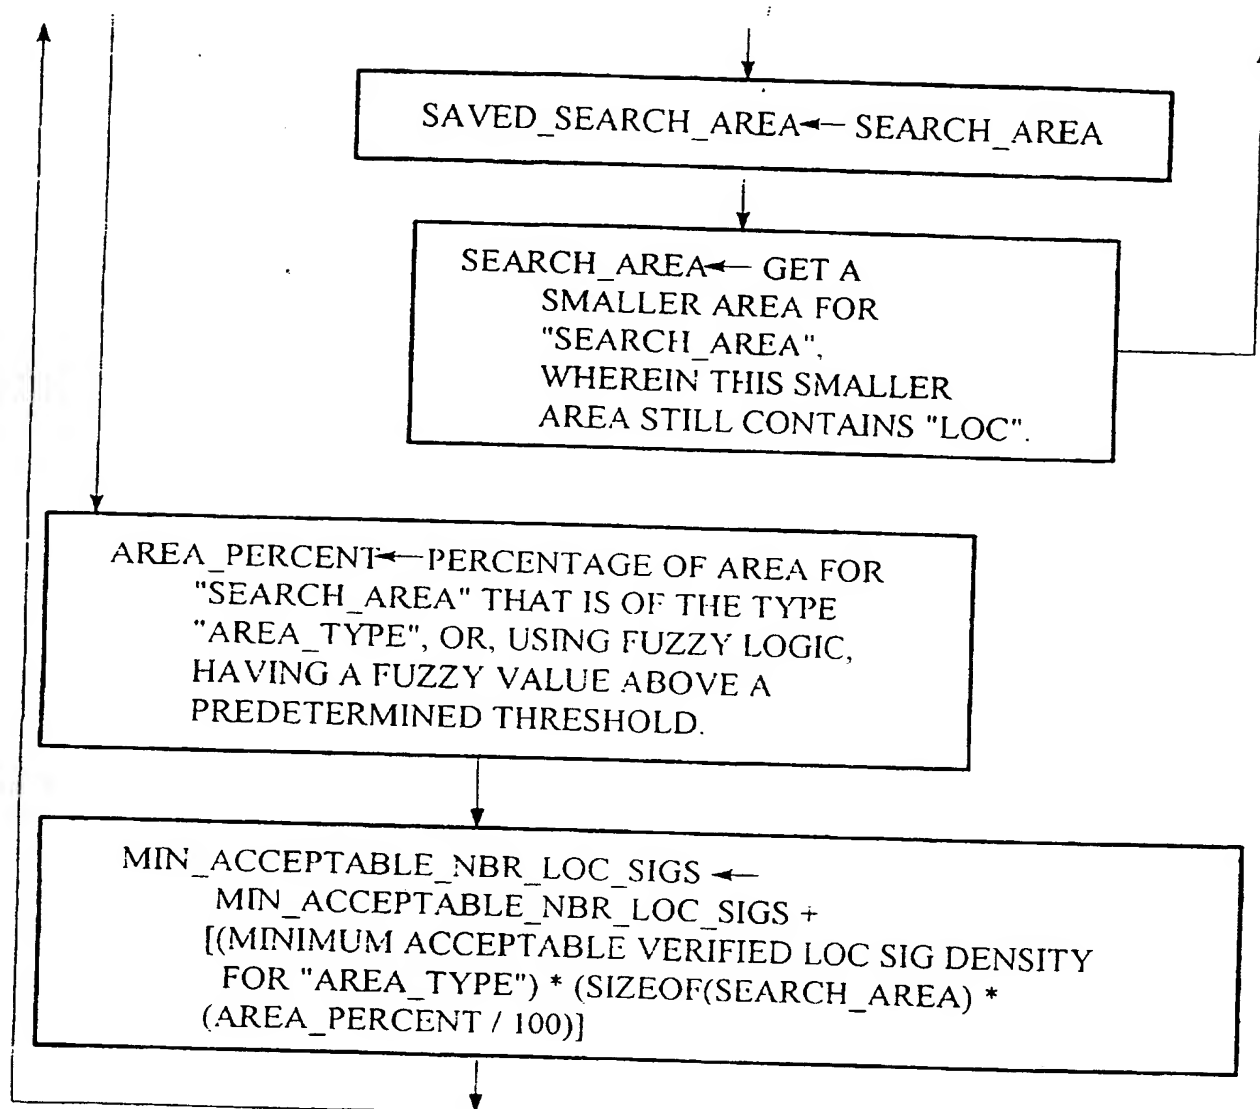 SAVED_SEARCH_AREA← SEARCH_AREA
SEARCH_AREA← GET A
SMALLER AREA FOR
"SEARCH_AREA",
WHEREIN THIS SMALLER
AREA STILL CONTAINS "LOC".
AREA_PERCENT←PERCENTAGE OF AREA FOR
"SEARCH_AREA" THAT IS OF THE TYPE
"AREA_TYPE", OR, USING FUZZY LOGIC,
HAVING A FUZZY VALUE ABOVE A
PREDETERMINED THRESHOLD.
MIN_ACCEPTABLE_NBR_LOC_SIGS ←
MIN_ACCEPTABLE_NBR_LOC_SIGS +
[(MINIMUM ACCEPTABLE VERIFIED LOC SIG DENSITY
FOR "AREA_TYPE") * (SIZEOF(SEARCH_AREA) *
(AREA_PERCENT / 100)]